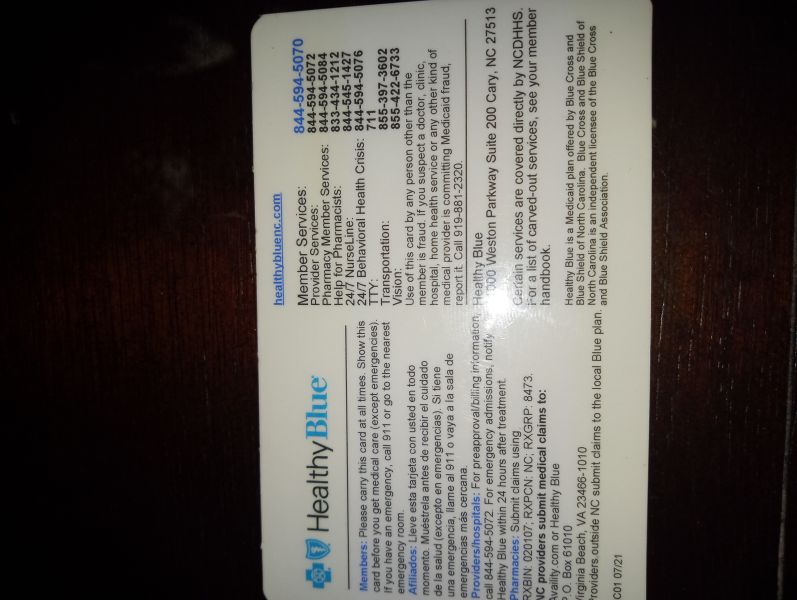 Healthy Blue
healthybluenc.com
Members: Please carry this card at all times. Show this
card before you get medical care (except emergencies).
If you have an emergency, call 911 or go to the nearest
emergency room.
Afiliados: Lleve esta tarjeta con usted en todo
momento. Muéstrela antes de recibir el cuidado
de la salud (excepto en emergencias). Si tiene
una emergencia, llame al 911 o vaya a la sala de
emergencias más cercana.
Providers/hospitals: For preapproval/billing information,
call 844-594-5072. For emergency admissions, notify
Healthy Blue within 24 hours after treatment.
Pharmacies: Submit claims using
RXBIN: 020107; RXPCN: NC; RXGRP: 8473.
NC providers submit medical claims to:
Availity.com or Healthy Blue
P.O. Box 61010
Virginia Beach, VA 23466-1010
Providers outside NC submit claims to the local Blue plan.
C01 07/21
Member Services: 844-594-5070
Provider Services: 844-594-5072
Pharmacy Member Services: 844-594-5084
Help for Pharmacists: 833-434-1212
24/7 NurseLine: 844-545-1427
24/7 Behavioral Health Crisis: 844-594-5076
TTY: 711
Transportation: 855-397-3602
Vision: 855-422-6733
Use of this card by any person other than the
member is fraud. If you suspect a doctor, clinic,
hospital, home health service or any other kind of
medical provider is committing Medicaid fraud,
report it. Call 919-881-2320.
Healthy Blue
000 Weston Parkway Suite 200 Cary, NC 27513
Certain services are covered directly by NCDHHS.
For a list of carved-out services, see your member
handbook.
Healthy Blue is a Medicaid plan offered by Blue Cross and
Blue Shield of North Carolina. Blue Cross and Blue Shield of
North Carolina is an independent licensee of the Blue Cross
and Blue Shield Association.